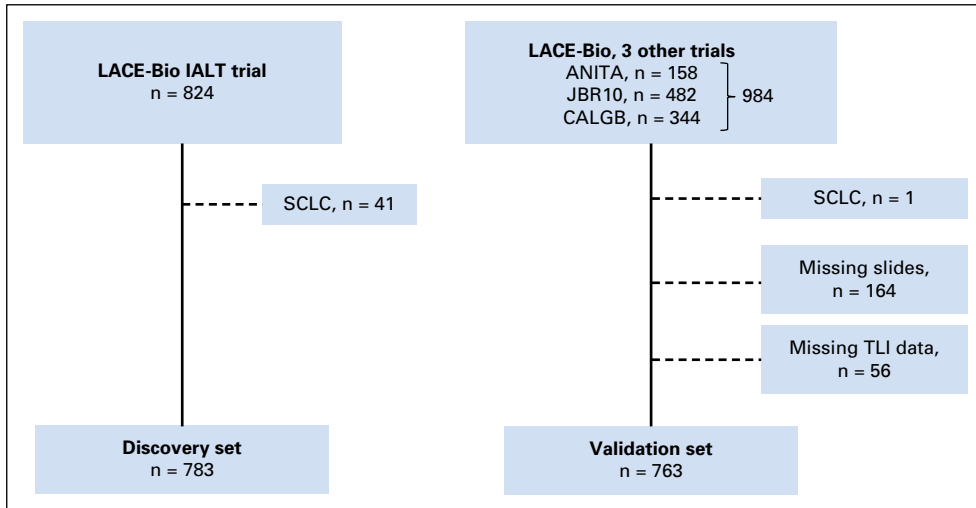 LACE-Bio IALT trial
n = 824
SCLC, n = 41
Discovery set
n = 783
LACE-Bio, 3 other trials
ANITA, n = 158
JBR10, n = 482
CALGB, n = 344
984
SCLC, n = 1
Missing slides,
n = 164
Missing TLI data,
n = 56
Validation set
n = 763